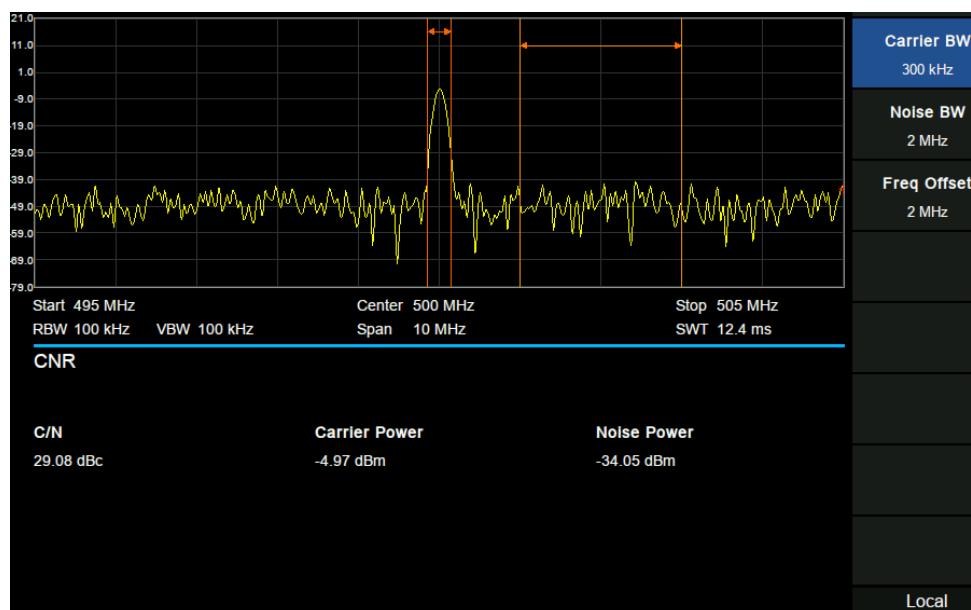 21.0
11.0
1.0
-9.0
-19.0
-29.0
-39.0
-49.0
-59.0
-69.0
-79.0
Start 495 MHz Center 500 MHz Stop 505 MHz
RBW 100 kHz VBW 100 kHz Span 10 MHz SWT 12.4 ms
CNR
C/N Carrier Power Noise Power
29.08 dBc -4.97 dBm -34.05 dBm
Carrier BW
300 kHz
Noise BW
2 MHz
Freq Offset
2 MHz
Local